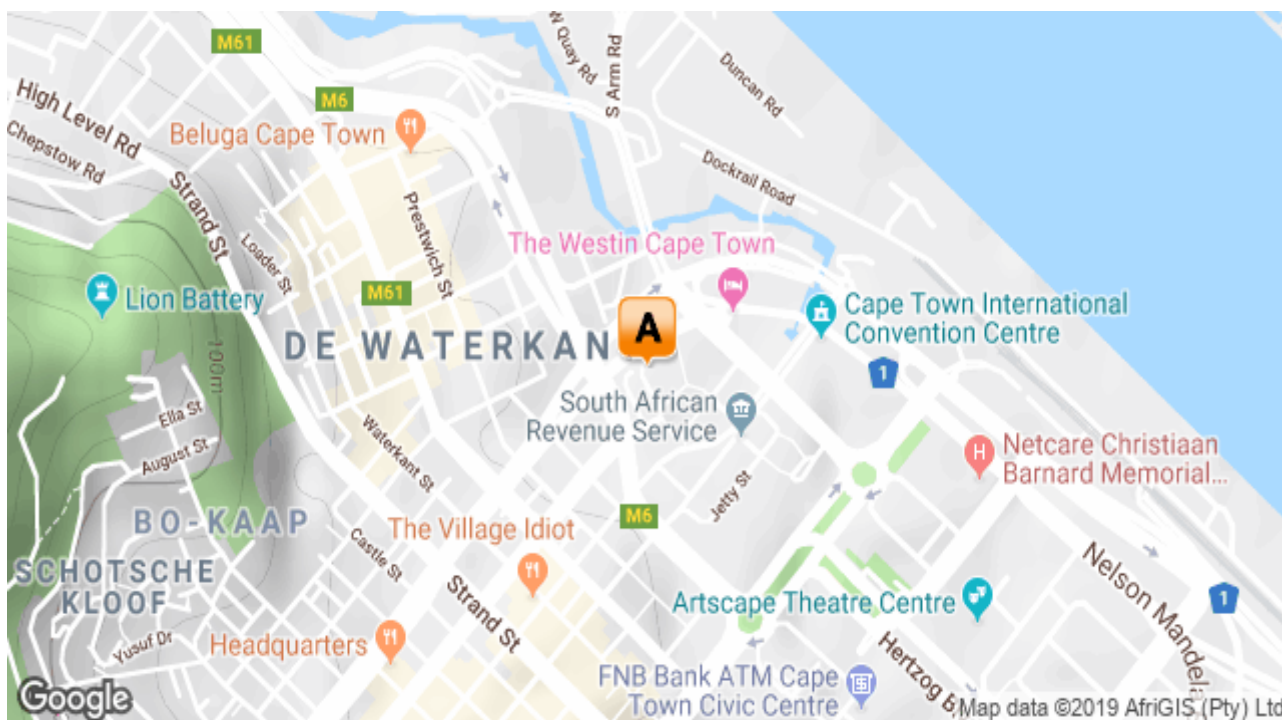 M61
W Quay Rd
S Arm Rd
Duncan Rd
High Level Rd
M6
Chepstow Rd
Beluga Cape Town
Dockrail Road
Strand St
Prestwich St
Loader St
The Westin Cape Town
Lion Battery
M61
Cape Town International
Convention Centre
A
DE WATERKAN
100m
1
South African
Revenue Service
Ella St
August St
Waterkant St
Netcare Christiaan
Barnard Memorial...
Jetty St
BO-KAAP
M6
The Village Idiot
Castle St
SCHOTSCHE
KLOOF
Strand St
Artscape Theatre Centre
Nelson Mandela
1
Yusuf Dr
Headquarters
Hertzog B
FNB Bank ATM Cape
Town Civic Centre
Google
Map data ©2019 AfriGIS (Pty) Ltd